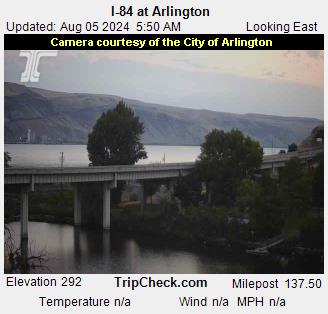 I-84 at Arlington
Updated: Aug 05 2024 5:50 AM Looking East
Camera courtesy of the City of Arlington
Elevation 292 TripCheck.com Milepost 137.50
Temperature n/a Wind n/a MPH n/a